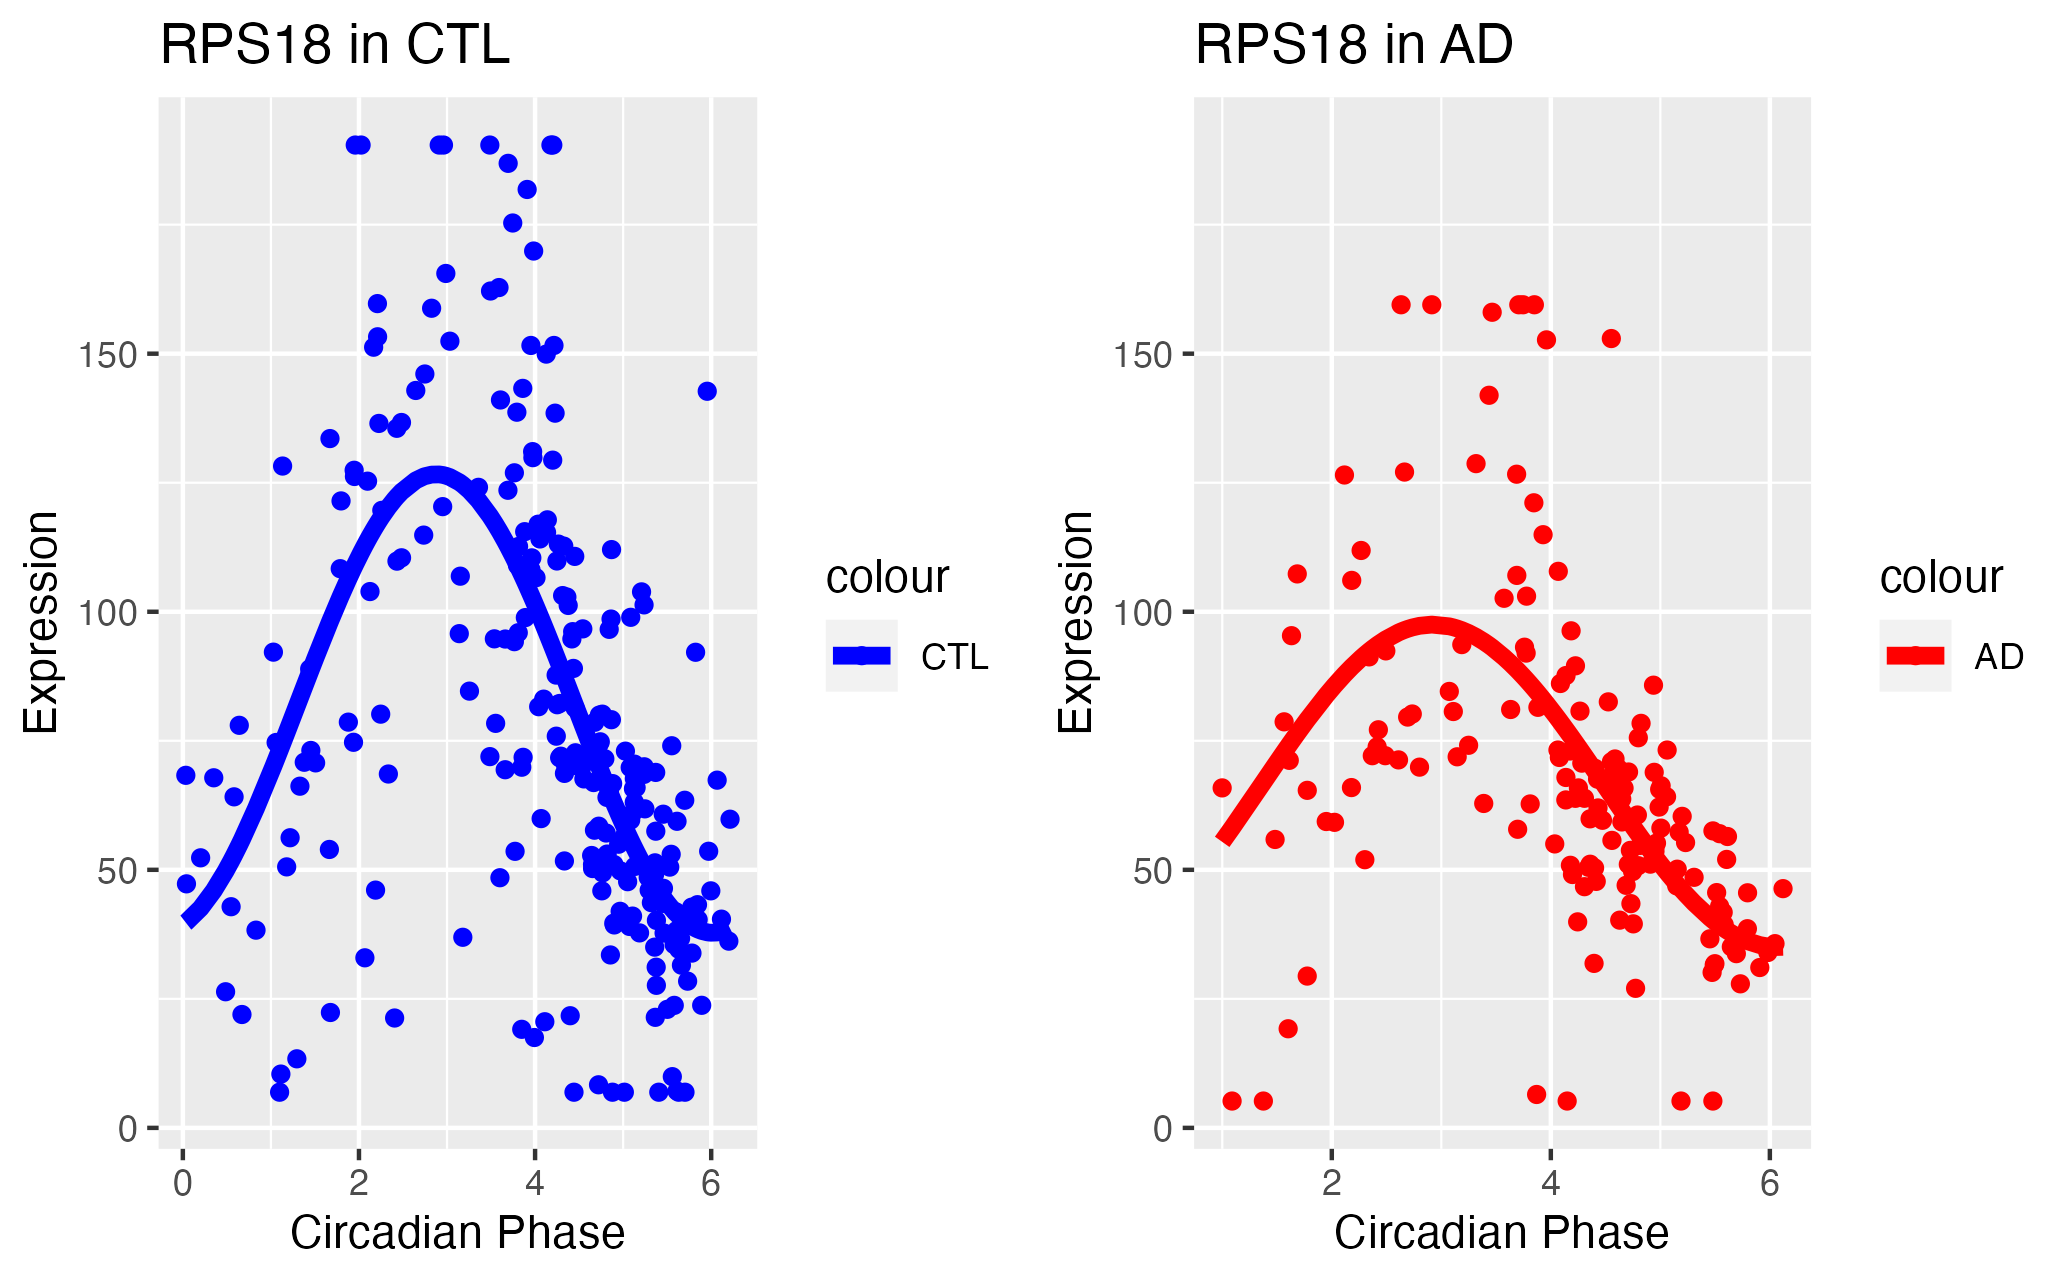 RPS18 in CTL
Expression
150
100
50
0
0 2 4 6
Circadian Phase
colour
CTL
RPS18 in AD
Expression
150
100
50
0
2 4 6
Circadian Phase
colour
AD